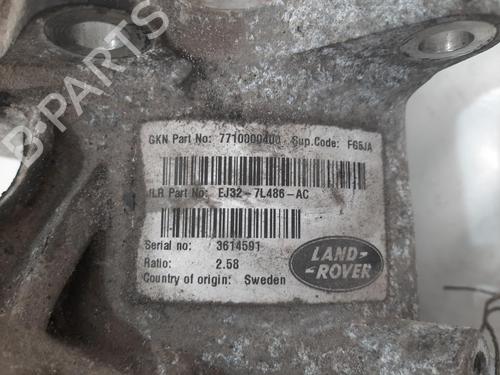 B-PARTS
GKN Part No: 7710000400 Sup.Code: FG5JA
JLR Part No: EJ32-7L486-AC
Serial no: 3614591
Ratio: 2.58
Country of origin: Sweden
LAND-
-ROVER